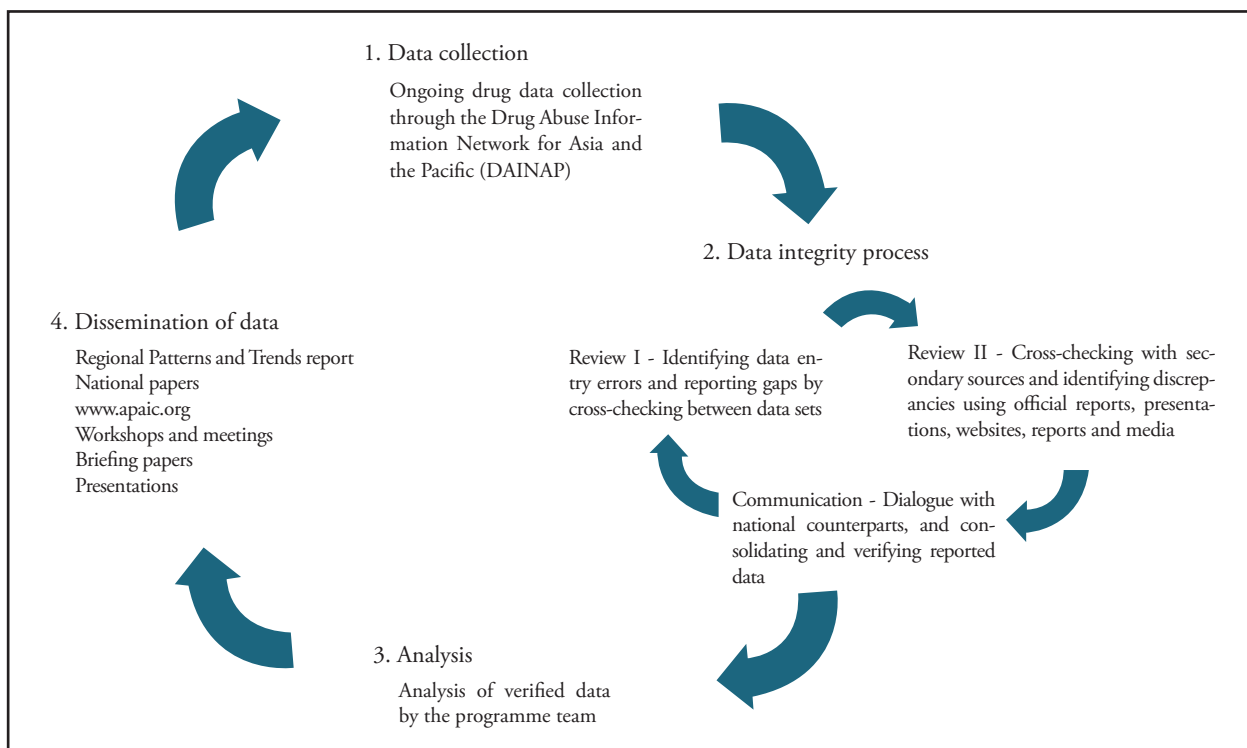 1. Data collection
Ongoing drug data collection
through the Drug Abuse Infor-
mation Network for Asia and
the Pacific (DAINAP)
2. Data integrity process
Review I - Identifying data en-
try errors and reporting gaps by
cross-checking between data sets
Review II - Cross-checking with sec-
ondary sources and identifying discrep-
ancies using official reports, presenta-
tions, websites, reports and media
Communication - Dialogue with
national counterparts, and con-
solidating and verifying reported
data
3. Analysis
Analysis of verified data
by the programme team
4. Dissemination of data
Regional Patterns and Trends report
National papers
www.apaic.org
Workshops and meetings
Briefing papers
Presentations